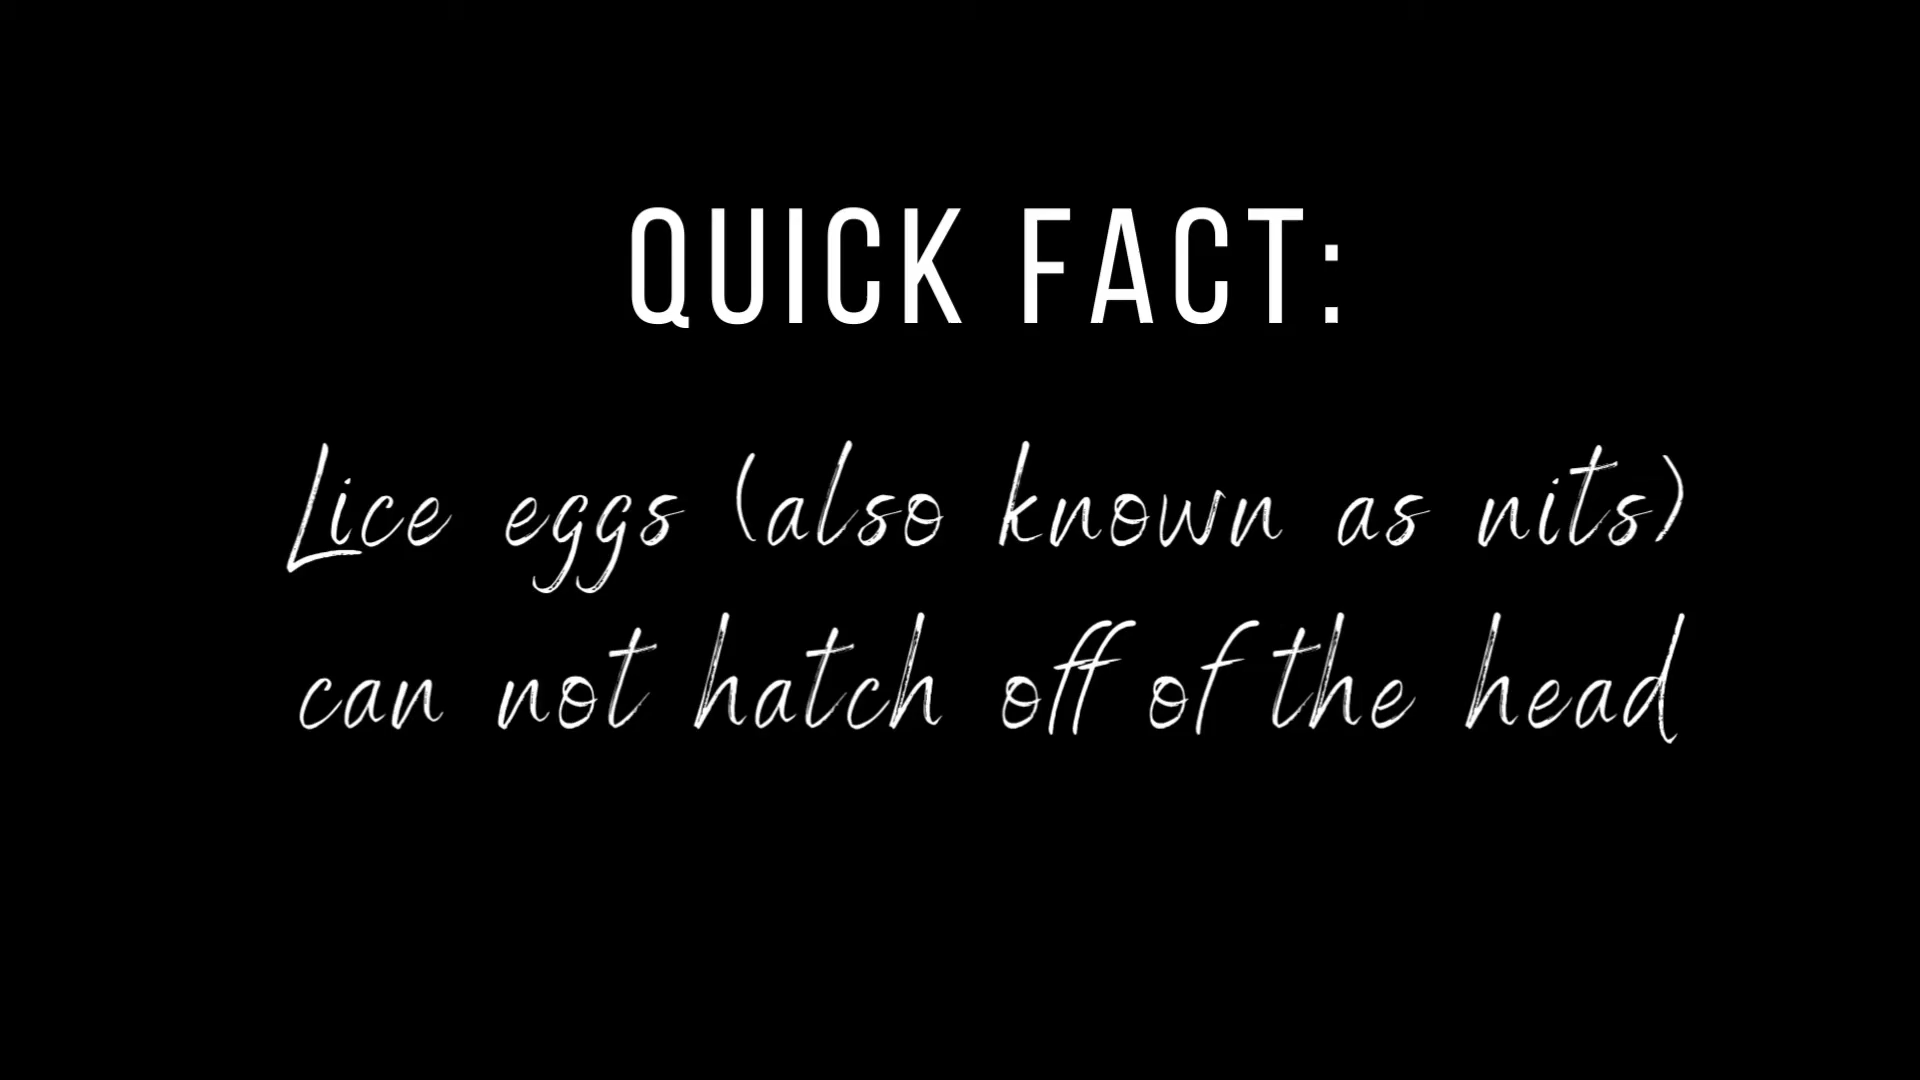 QUICK FACT:
Lice eggs (also known as nits)
can not hatch off of the head